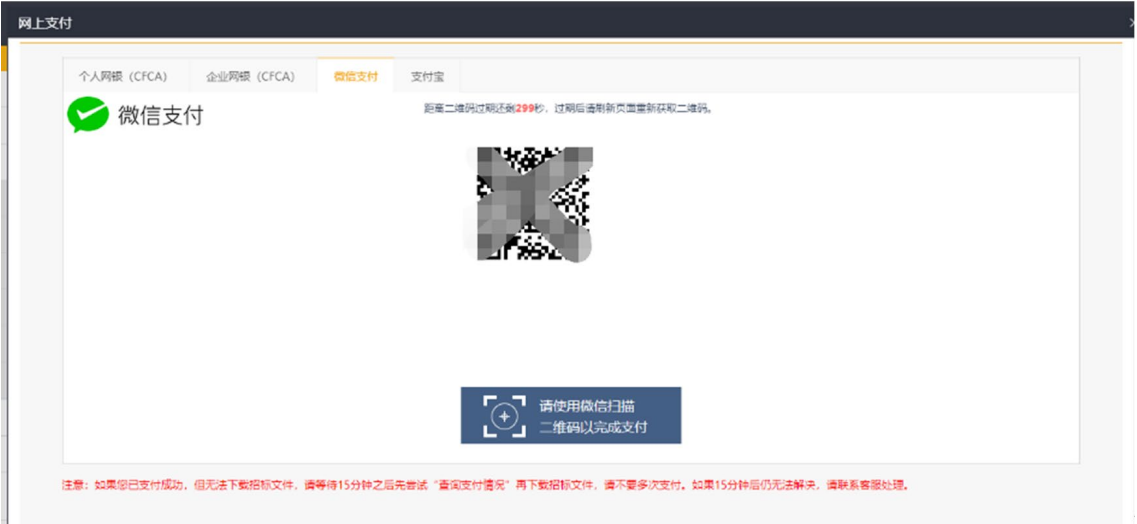 网上支付
个人网银（CFCA） 企业网银（CFCA） 微信支付 支付宝
微信支付
距离二维码过期还剩299秒，过期后请刷新页面重新获取二维码。
请使用微信扫描
二维码以完成支付
注意：如果您已支付成功，但无法下载招标文件，请等待15分钟之后先尝试“查询支付情况”再下载招标文件，请不要多次支付。如果15分钟后仍无法解决，请联系客服处理。